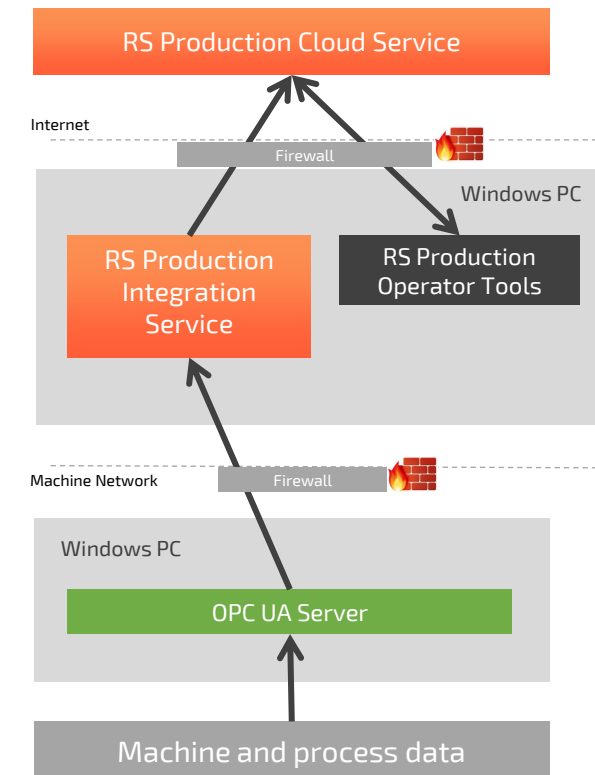 RS Production Cloud Service
Internet
Firewall
Windows PC
RS Production
Integration
Service
RS Production
Operator Tools
Machine Network
Firewall
Windows PC
OPC UA Server
Machine and process data